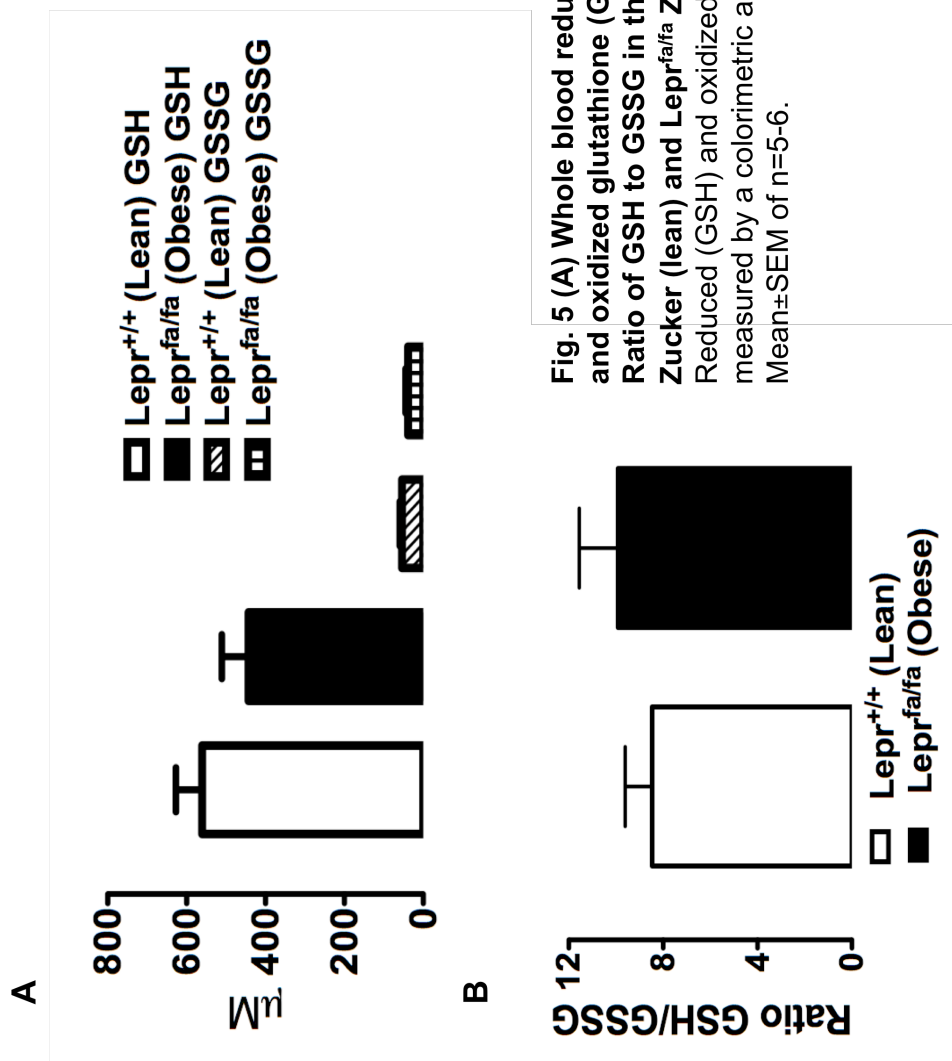 A
µM
800
600
400
200
0
Lepr+/+ (Lean) GSH
Leprfa/fa (Obese) GSH
Lepr+/+ (Lean) GSSG
Leprfa/fa (Obese) GSSG
B
Ratio GSH/GSSG
12
8
4
0
Lepr+/+ (Lean)
Leprfa/fa (Obese)
Fig. 5 (A) Whole blood redu
and oxidized glutathione (G
Ratio of GSH to GSSG in th
Zucker (lean) and Leprfa/fa Z
Reduced (GSH) and oxidized
measured by a colorimetric a
Mean±SEM of n=5-6.